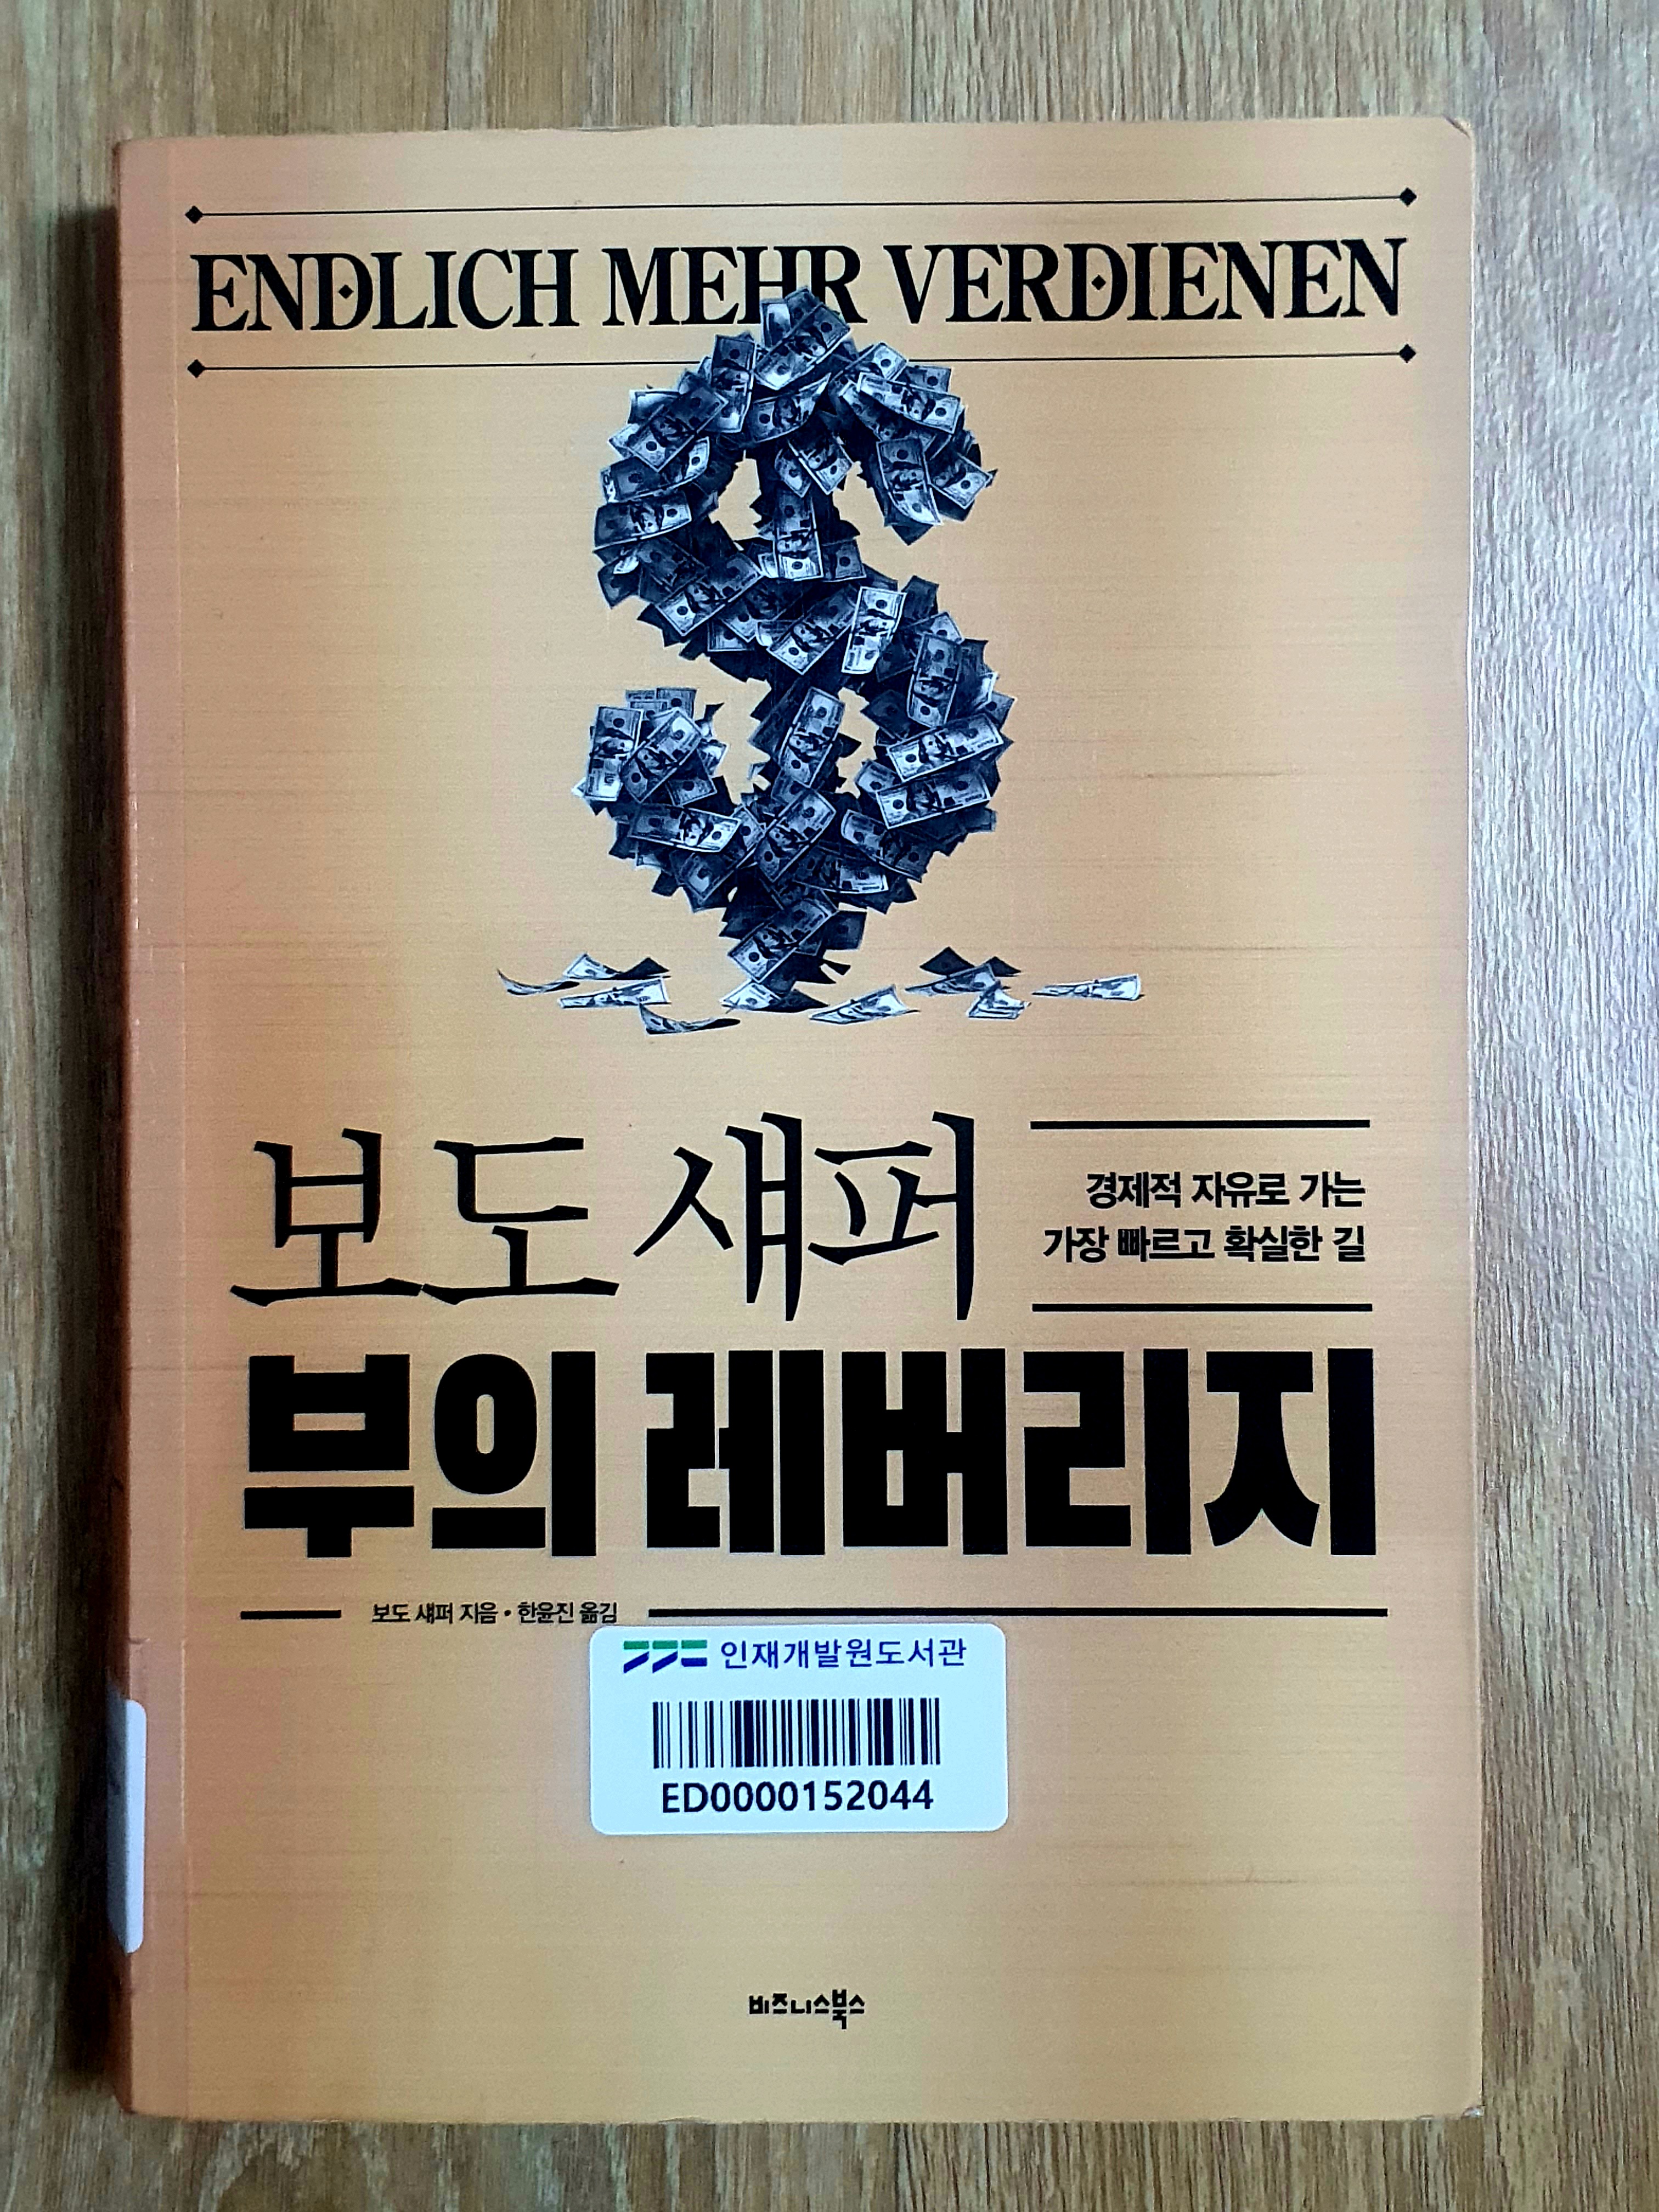 ENDLICH MEHR VERDIENEN
보도 섀퍼
경제적 자유로 가는
가장 빠르고 확실한 길
부의 레버리지
보도 섀퍼 지음 • 한윤진 옮김
인재개발원도서관
ED0000152044
비즈니스북스